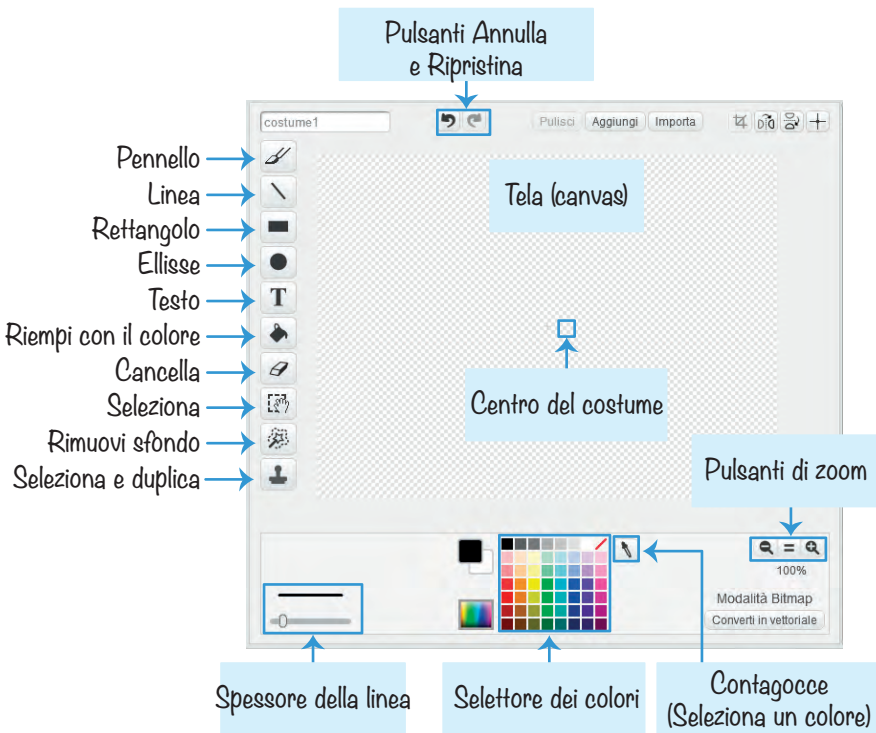 Pulsanti Annulla
e Ripristina
costume1
Pulisci
Aggiungi
Importa
Pennello
Linea
Rettangolo
Ellisse
Testo
T
Riempi con il colore
Cancella
Seleziona
Rimuovi sfondo
Seleziona e duplica
Tela (canvas)
Centro del costume
Pulsanti di zoom
100%
Modalità Bitmap
Converti in vettoriale
Spessore della linea
Selettore dei colori
Contagocce
(Seleziona un colore)